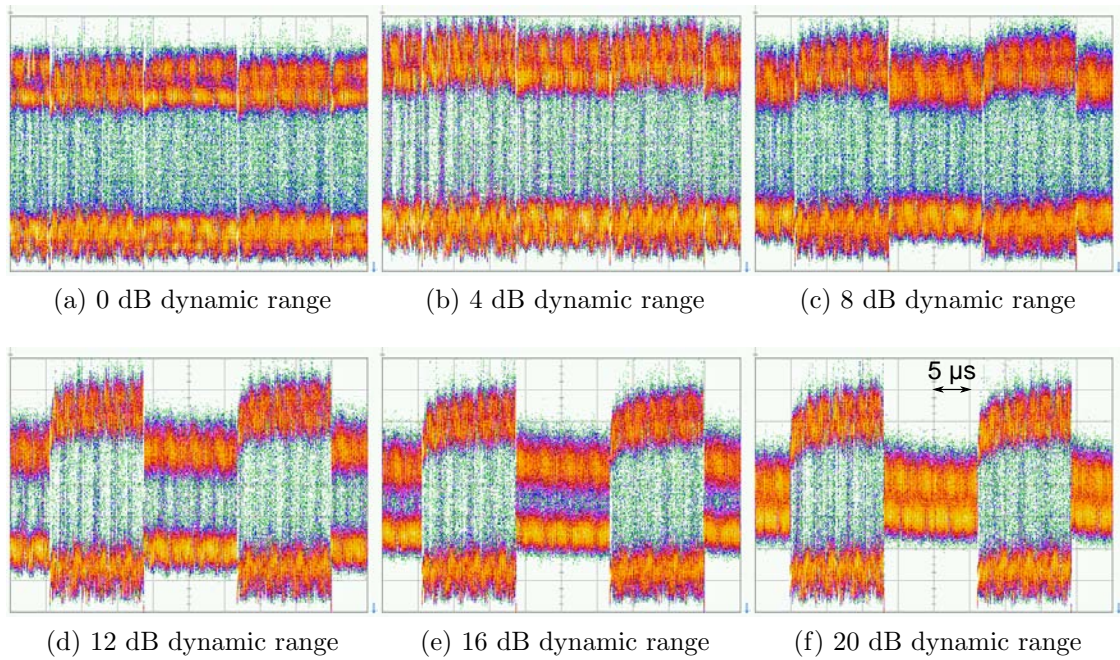 (a) 0 dB dynamic range
(b) 4 dB dynamic range
(c) 8 dB dynamic range
5 μs
(d) 12 dB dynamic range
(e) 16 dB dynamic range
(f) 20 dB dynamic range